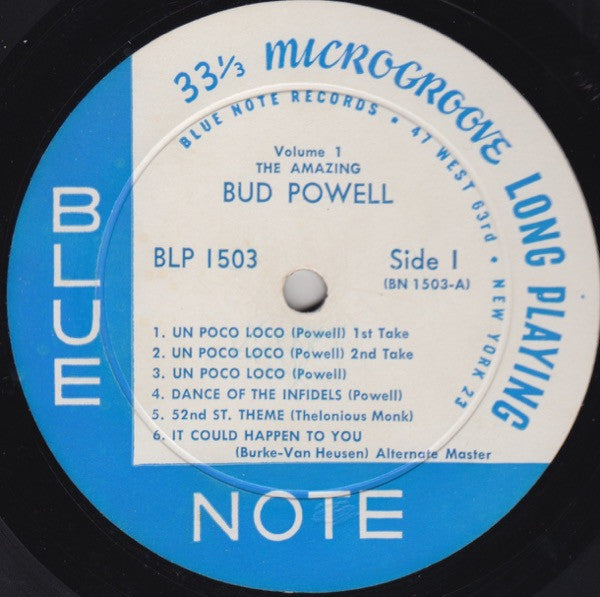 33⅓ MICROGROOVE LONG PLAYING
BLUE NOTE RECORDS • 47 WEST 63rd • NEW YORK 23
Volume 1
THE AMAZING
BUD POWELL
BLP 1503
Side 1
(BN 1503-A)
1. UN POCO LOCO (Powell) 1st Take
2. UN POCO LOCO (Powell) 2nd Take
3. UN POCO LOCO (Powell)
4. DANCE OF THE INFIDELS (Powell)
5. 52nd ST. THEME (Thelonious Monk)
6. IT COULD HAPPEN TO YOU
(Burke-Van Heusen) Alternate Master
BLUE
NOTE